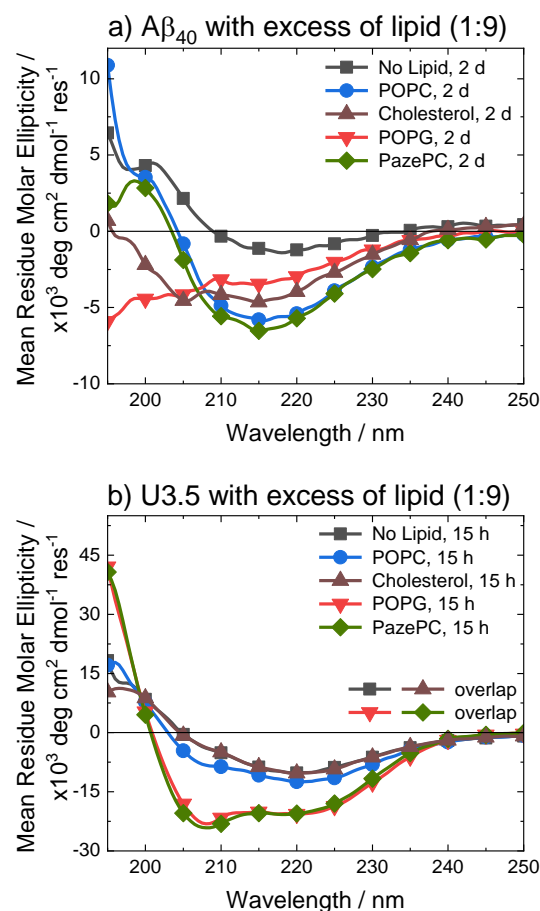 a) Aβ40 with excess of lipid (1:9)
Mean Residue Molar Ellipticity /
x10³ deg cm² dmol⁻¹ res⁻¹
10
5
0
-5
-10
No Lipid, 2 d
POPC, 2 d
Cholesterol, 2 d
POPG, 2 d
PazePC, 2 d
200 210 220 230 240 250
Wavelength / nm
b) U3.5 with excess of lipid (1:9)
Mean Residue Molar Ellipticity /
x10³ deg cm² dmol⁻¹ res⁻¹
45
30
15
0
-15
-30
No Lipid, 15 h
POPC, 15 h
Cholesterol, 15 h
POPG, 15 h
PazePC, 15 h
overlap
overlap
200 210 220 230 240 250
Wavelength / nm